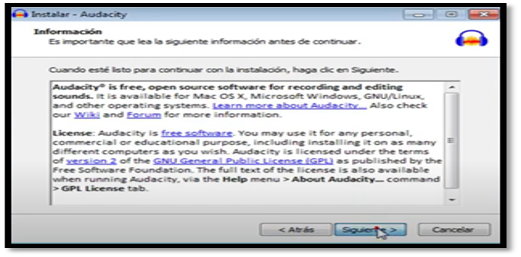 Instalar - Audacity
Información
Es importante que lea la siguiente información antes de continuar.
Cuando esté listo para continuar con la instalación, haga clic en Siguiente.
Audacity® is free, open source software for recording and editing
sounds. It is available for Mac OS X, Microsoft Windows, GNU/Linux,
and other operating systems. Learn more about Audacity... Also check
our Wiki and Forum for more information.
License: Audacity is free software. You may use it for any personal,
commercial or educational purpose, including installing it on as many
different computers as you wish. Audacity is licensed under the terms
of version 2 of the GNU General Public License (GPL) as published by the
Free Software Foundation. The full text of the license is also available
when running Audacity, via the Help menu > About Audacity... command
> GPL License tab.
< Atrás Siguiente > Cancelar